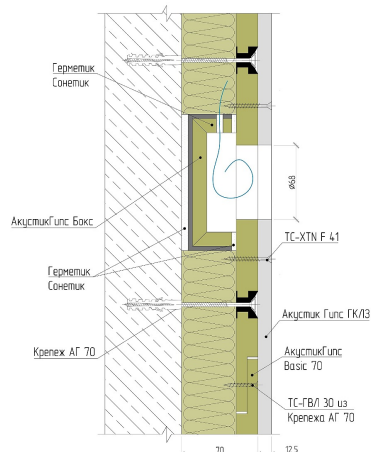 Герметик
Сонетик
АкустикГипс Бокс
Герметик
Сонетик
Крепеж АГ 70
ø68
ТС-XTN F 41
Акустик Гипс ГКЛЗ
АкустикГипс
Basic 70
ТС-ГВЛ 30 из
Крепежа АГ 70
70
12.5